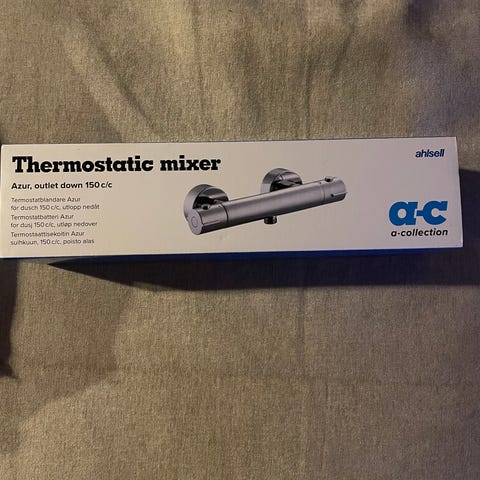 Thermostatic mixer
Azur, outlet down 150 c/c
Termostatblandare Azur
för dusch 150 c/c, utlopp nedåt
Termostatbatteri Azur
for dusj 150 c/c, utløp nedover
Termostaattisekoitin Azur
suihkuun, 150 c/c, poisto alas
ahlsell
a-c
a-collection